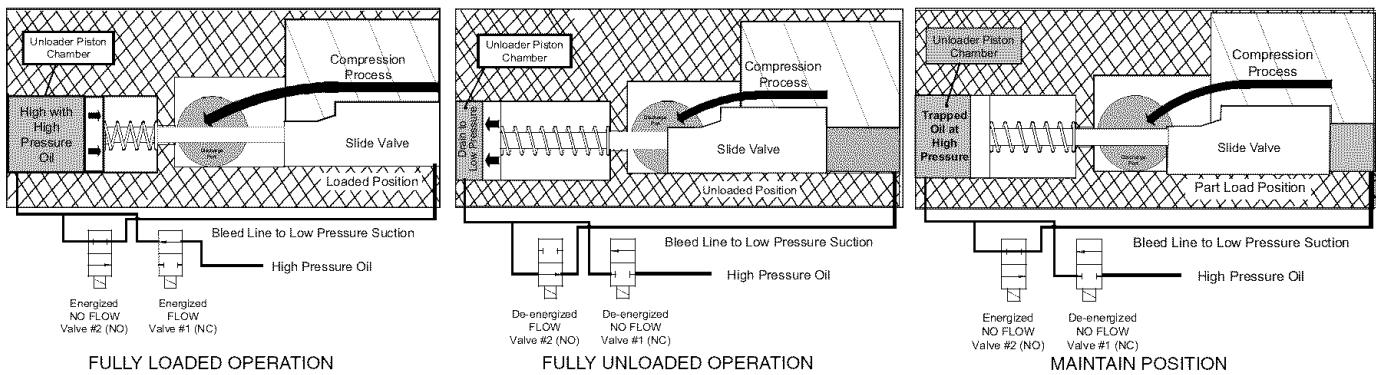 Unloader Piston
Chamber
Compression
Process
High with
High
Pressure
Oil
Discharge
Port
Slide Valve
Loaded Position
Bleed Line to Low Pressure Suction
High Pressure Oil
Energized
NO FLOW
Valve #2 (NO)
Energized
FLOW
Valve #1 (NC)
FULLY LOADED OPERATION
Unloader Piston
Chamber
Compression
Process
Drain to
Low Pressure
Discharge
Port
Slide Valve
Unloaded Position
Bleed Line to Low Pressure Suction
High Pressure Oil
De-energized
FLOW
Valve #2 (NO)
De-energized
NO FLOW
Valve #1 (NC)
FULLY UNLOADED OPERATION
Unloader Piston
Chamber
Compression
Process
Trapped
Oil at
High
Pressure
Discharge
Port
Slide Valve
Part Load Position
Bleed Line to Low Pressure Suction
High Pressure Oil
Energized
NO FLOW
Valve #2 (NO)
De-energized
NO FLOW
Valve #1 (NC)
MAINTAIN POSITION